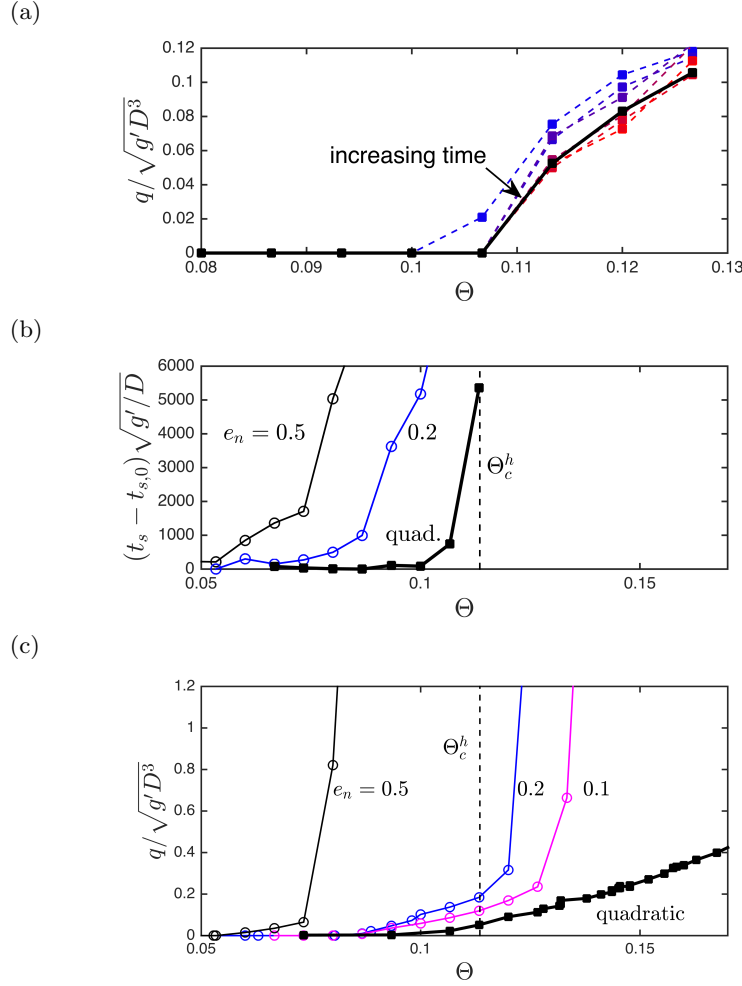 (a)
0.12
0.1
0.08
0.06
0.04
0.02
0
q/√g′D³
increasing time
0.08 0.09 0.1 0.11 0.12 0.13
Θ
(b)
6000
5000
4000
3000
2000
1000
0
(t_s − t_{s,0})√g′/D
e_n = 0.5
0.2
Θ_c^h
quad.
0.05 0.1 0.15
Θ
(c)
1.2
1
0.8
0.6
0.4
0.2
0
q/√g′D³
Θ_c^h
e_n = 0.5
0.2
0.1
quadratic
0.05 0.1 0.15
Θ